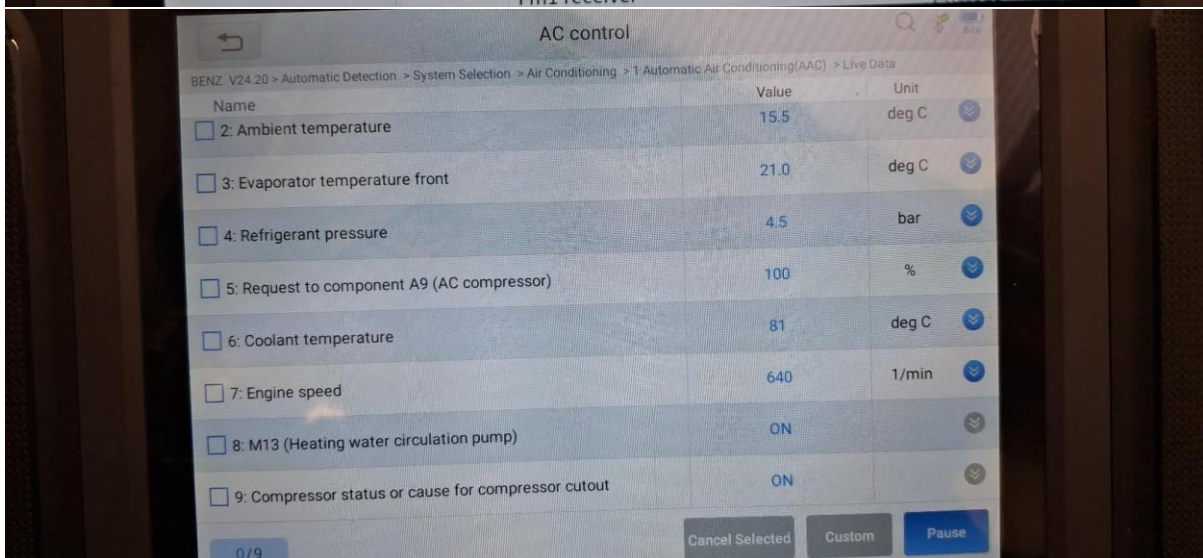 AC control
BENZ V24.20 > Automatic Detection > System Selection > Air Conditioning > 1 Automatic Air Conditioning(AAC) > Live Data
Name Value Unit
2: Ambient temperature 15.5 deg C
3: Evaporator temperature front 21.0 deg C
4: Refrigerant pressure 4.5 bar
5: Request to component A9 (AC compressor) 100 %
6: Coolant temperature 81 deg C
7: Engine speed 640 1/min
8: M13 (Heating water circulation pump) ON
9: Compressor status or cause for compressor cutout ON
0/9 Cancel Selected Custom Pause